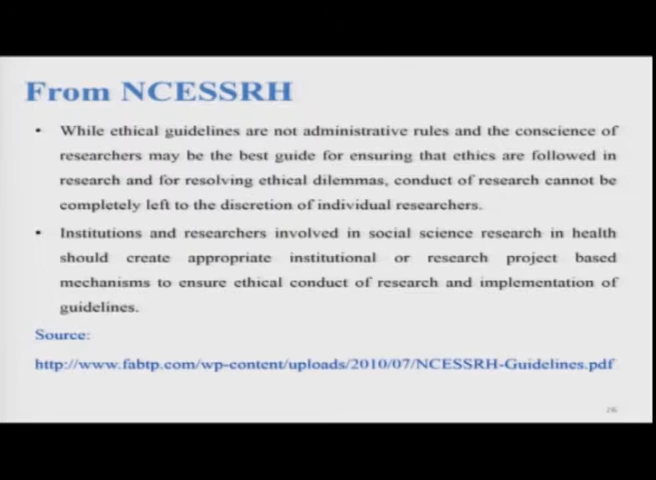 From NCESSRH
• While ethical guidelines are not administrative rules and the conscience of
researchers may be the best guide for ensuring that ethics are followed in
research and for resolving ethical dilemmas, conduct of research cannot be
completely left to the discretion of individual researchers.
• Institutions and researchers involved in social science research in health
should create appropriate institutional or research project based
mechanisms to ensure ethical conduct of research and implementation of
guidelines.
Source:
http://www.fabtp.com/wp-content/uploads/2010/07/NCESSRH-Guidelines.pdf